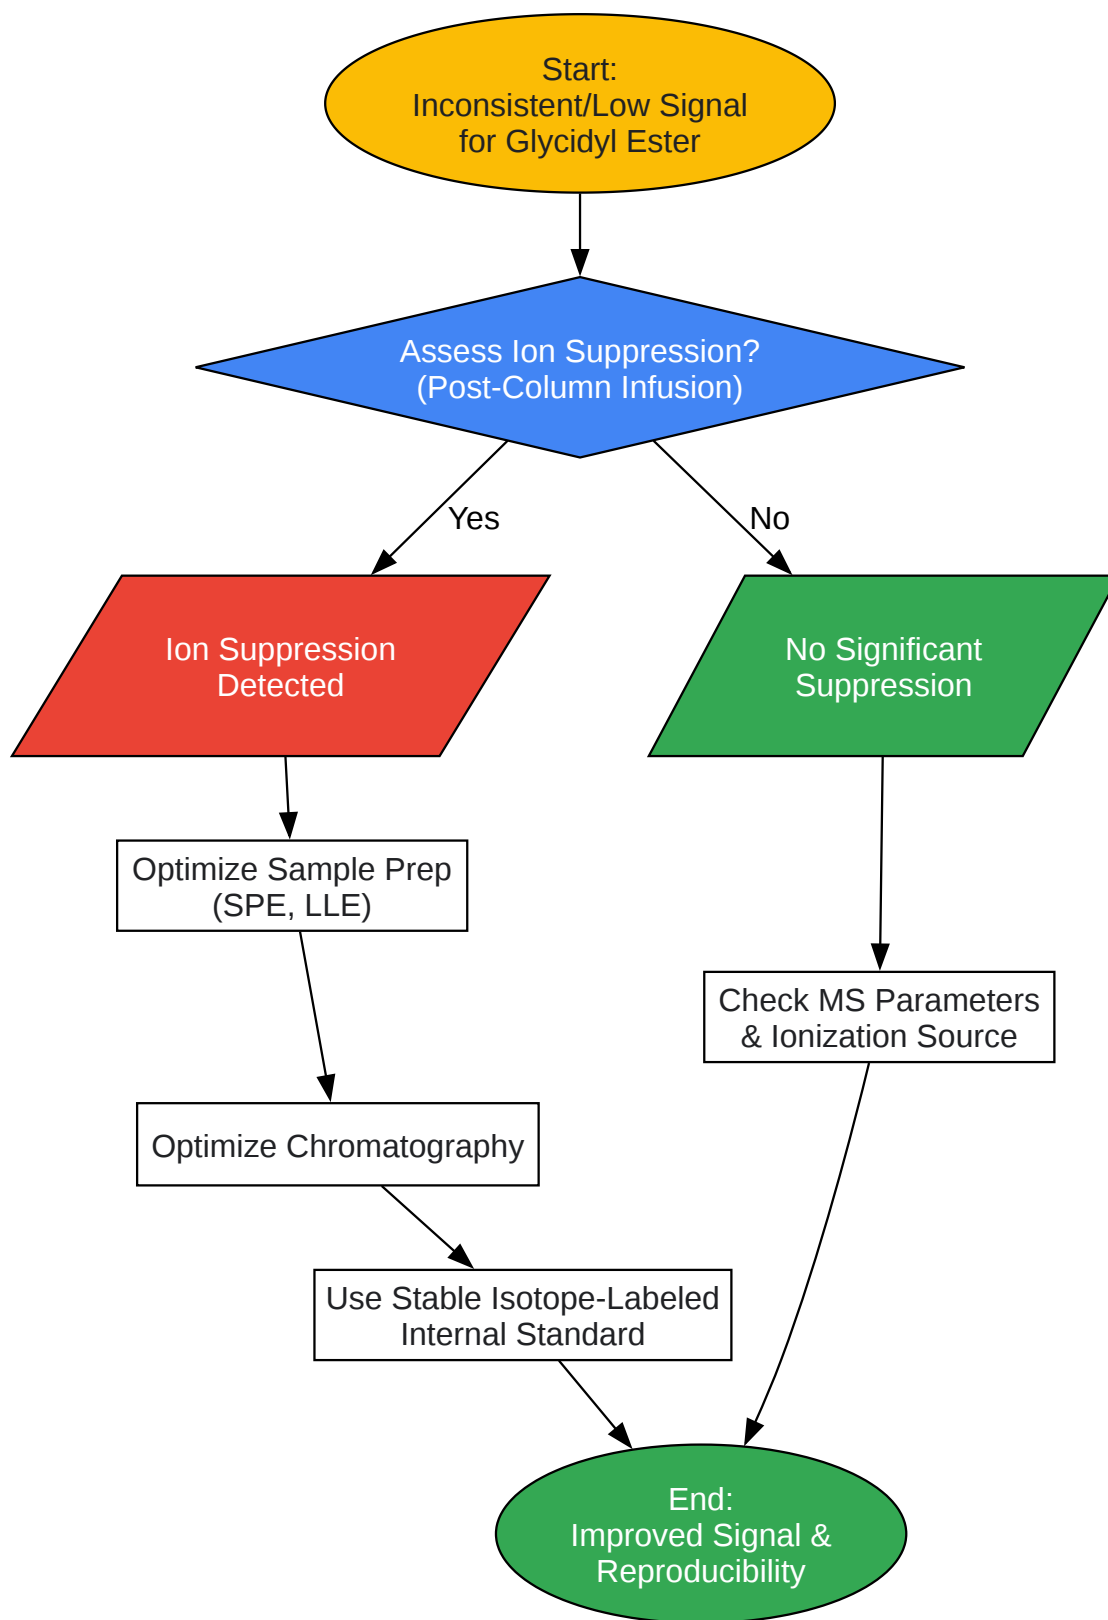 Start:
Inconsistent/Low Signal
for Glycidyl Ester
Assess Ion Suppression?
(Post-Column Infusion)
Yes
No
Ion Suppression
Detected
No Significant
Suppression
Optimize Sample Prep
(SPE, LLE)
Check MS Parameters
& Ionization Source
Optimize Chromatography
Use Stable Isotope-Labeled
Internal Standard
End:
Improved Signal &
Reproducibility